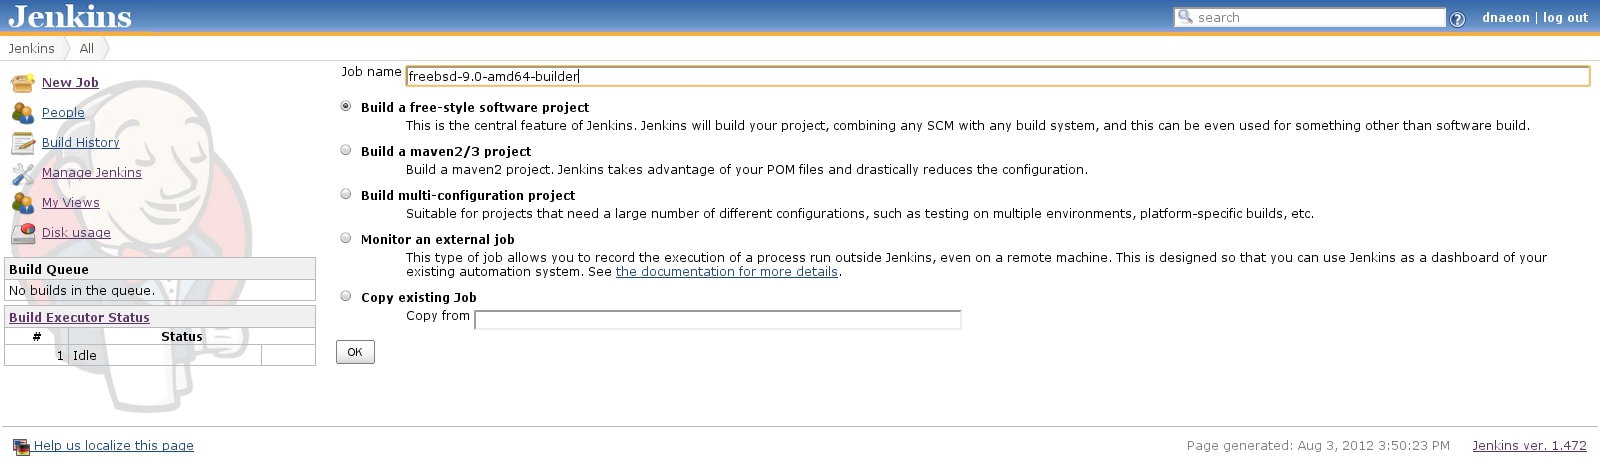 Jenkins
search
dnaeon | log out
Jenkins All
New Job
People
Build History
Manage Jenkins
My Views
Disk usage
Build Queue
No builds in the queue.
Build Executor Status
# Status
1 Idle
Job name freebsd-9.0-amd64-builder
Build a free-style software project
This is the central feature of Jenkins. Jenkins will build your project, combining any SCM with any build system, and this can be even used for something other than software build.
Build a maven2/3 project
Build a maven2 project. Jenkins takes advantage of your POM files and drastically reduces the configuration.
Build multi-configuration project
Suitable for projects that need a large number of different configurations, such as testing on multiple environments, platform-specific builds, etc.
Monitor an external job
This type of job allows you to record the execution of a process run outside Jenkins, even on a remote machine. This is designed so that you can use Jenkins as a dashboard of your
existing automation system. See the documentation for more details.
Copy existing Job
Copy from
OK
Help us localize this page
Page generated: Aug 3, 2012 3:50:23 PM
Jenkins ver. 1.472